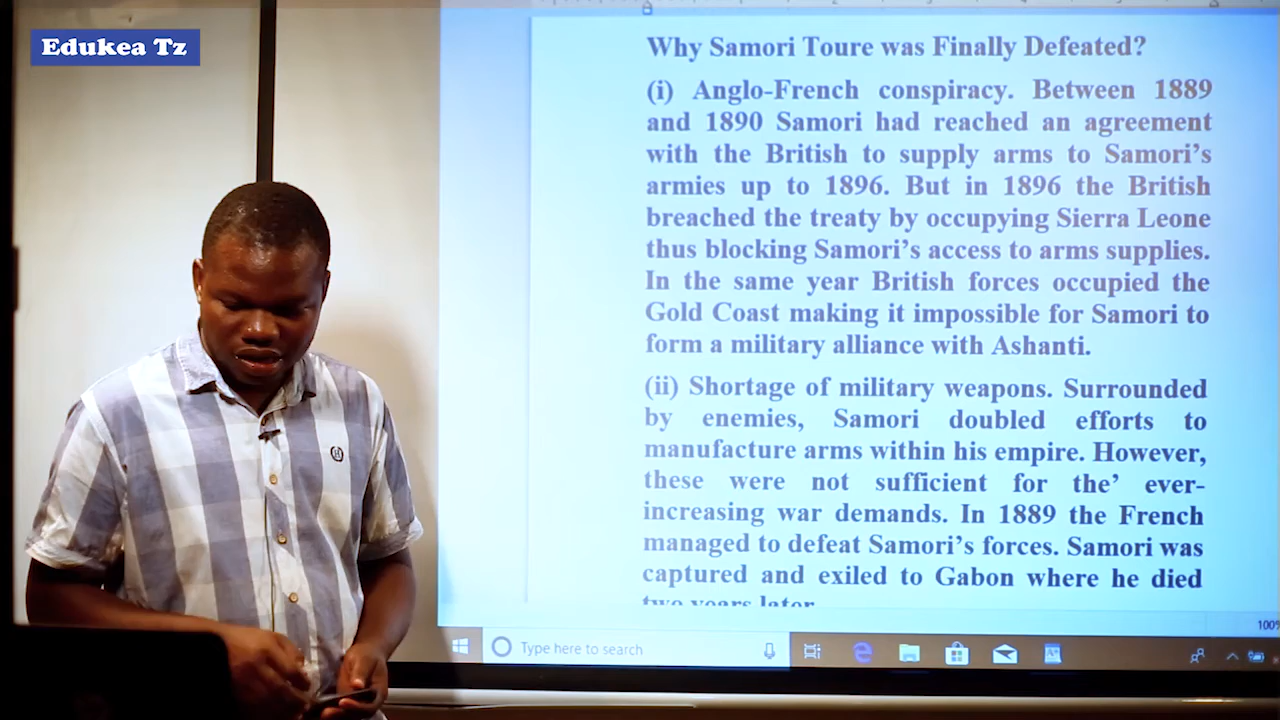 Edukea Tz
Why Samori Toure was Finally Defeated?
(i) Anglo-French conspiracy. Between 1889
and 1890 Samori had reached an agreement
with the British to supply arms to Samori’s
armies up to 1896. But in 1896 the British
breached the treaty by occupying Sierra Leone
thus blocking Samori’s access to arms supplies.
In the same year British forces occupied the
Gold Coast making it impossible for Samori to
form a military alliance with Ashanti.
(ii) Shortage of military weapons. Surrounded
by enemies, Samori doubled efforts to
manufacture arms within his empire. However,
these were not sufficient for the’ ever-
increasing war demands. In 1889 the French
managed to defeat Samori’s forces. Samori was
captured and exiled to Gabon where he died
two years later
100%
Type here to search